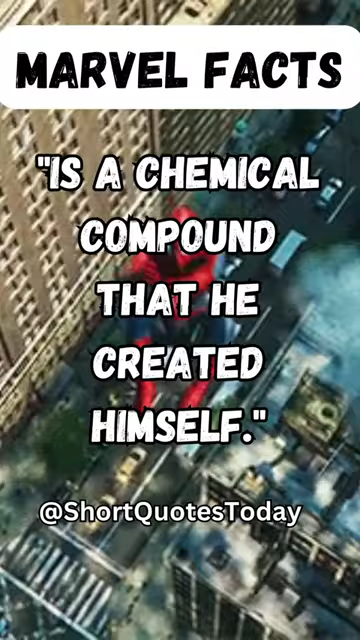 MARVEL FACTS
"IS A CHEMICAL
COMPOUND
THAT HE
CREATED
HIMSELF."
@ShortQuotesToday